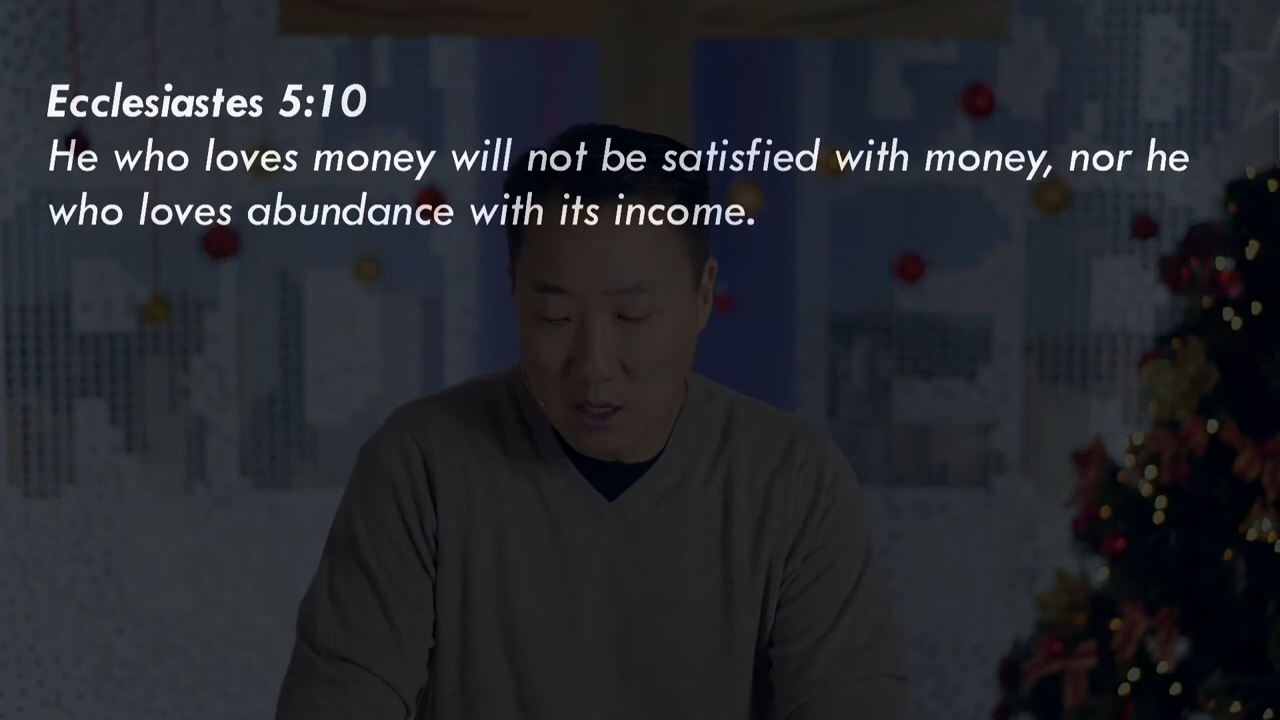 Ecclesiastes 5:10
He who loves money will not be satisfied with money, nor he
who loves abundance with its income.